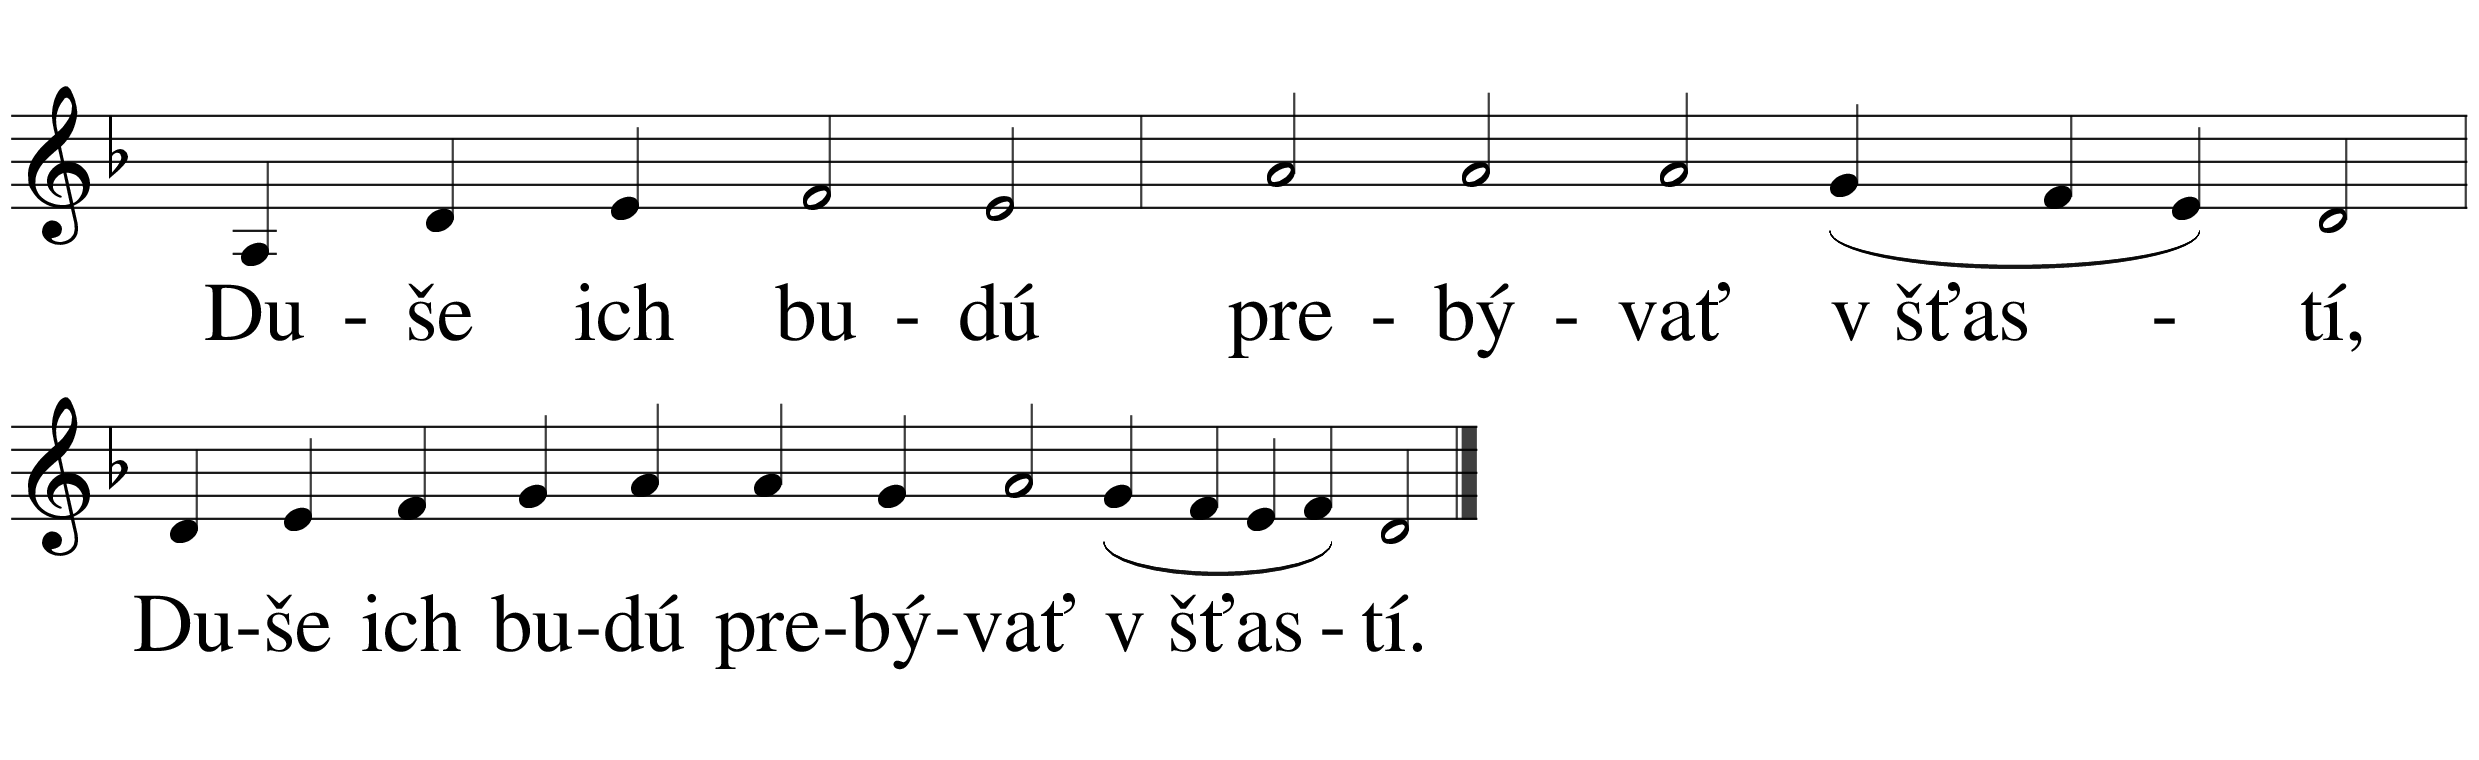 Du - še ich bu - dú pre - bý - vať v šťas - tí,
Du-še ich bu-dú pre-bý-vať v šťas - tí.